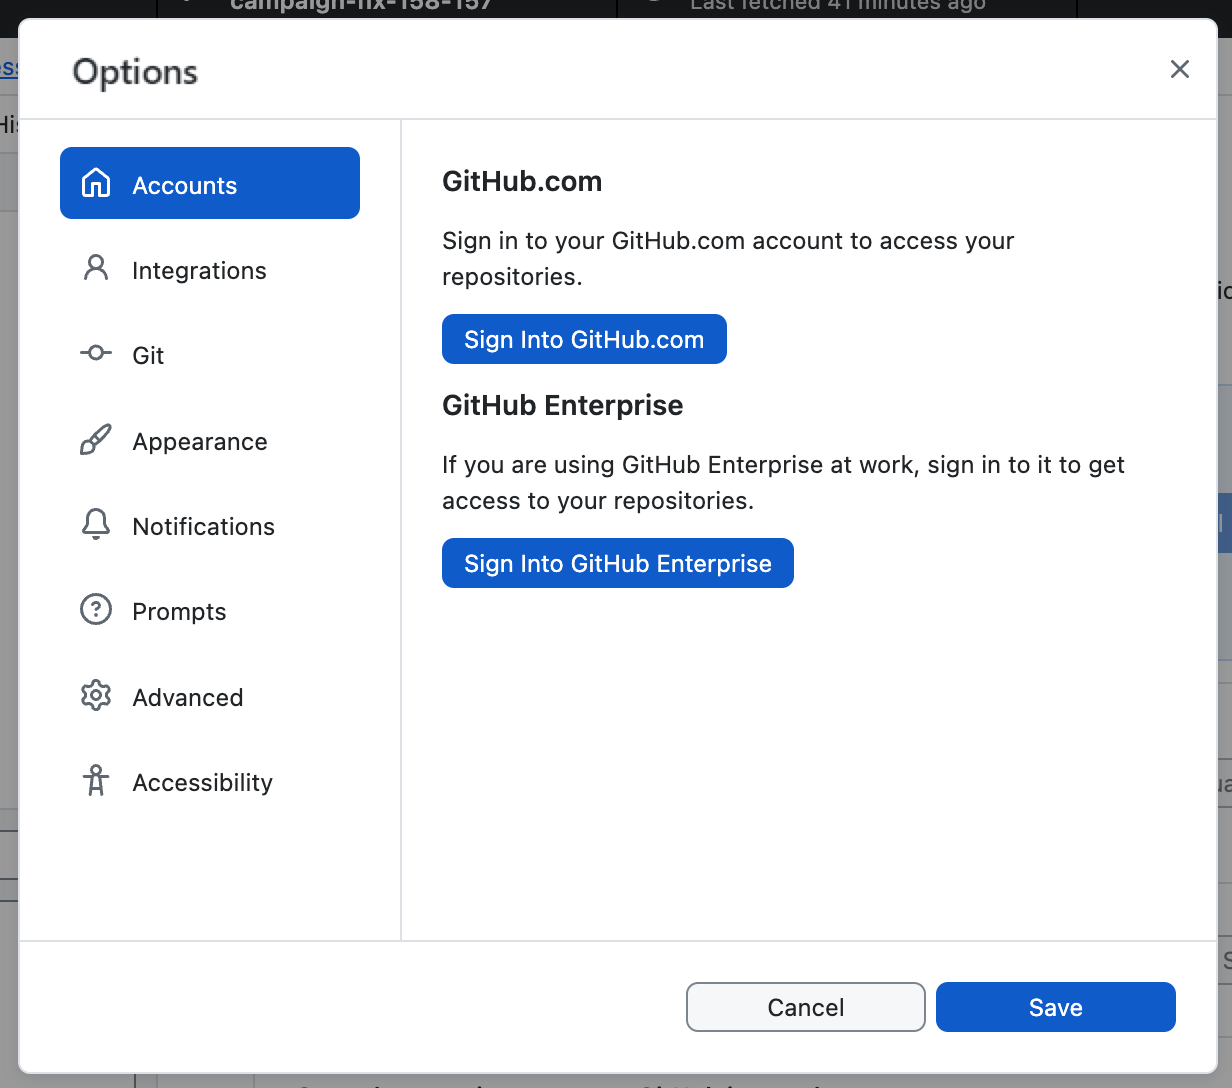 campaign-fix-158-157
Last fetched 41 minutes ago
Options
Accounts
Integrations
Git
Appearance
Notifications
Prompts
Advanced
Accessibility
GitHub.com
Sign in to your GitHub.com account to access your
repositories.
Sign Into GitHub.com
GitHub Enterprise
If you are using GitHub Enterprise at work, sign in to it to get
access to your repositories.
Sign Into GitHub Enterprise
Cancel
Save